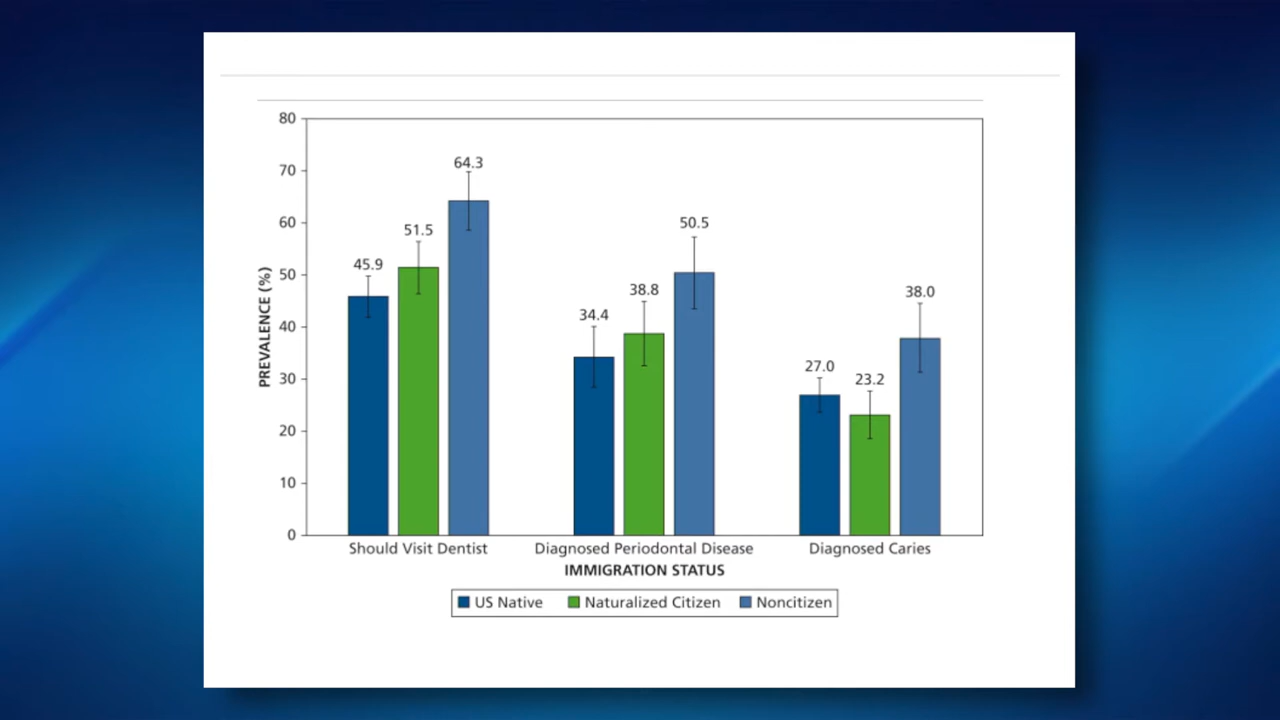 80
70
60
50
40
30
20
10
0
PREVALENCE (%)
45.9
51.5
64.3
34.4
38.8
50.5
27.0
23.2
38.0
Should Visit Dentist
Diagnosed Periodontal Disease
Diagnosed Caries
IMMIGRATION STATUS
US Native
Naturalized Citizen
Noncitizen